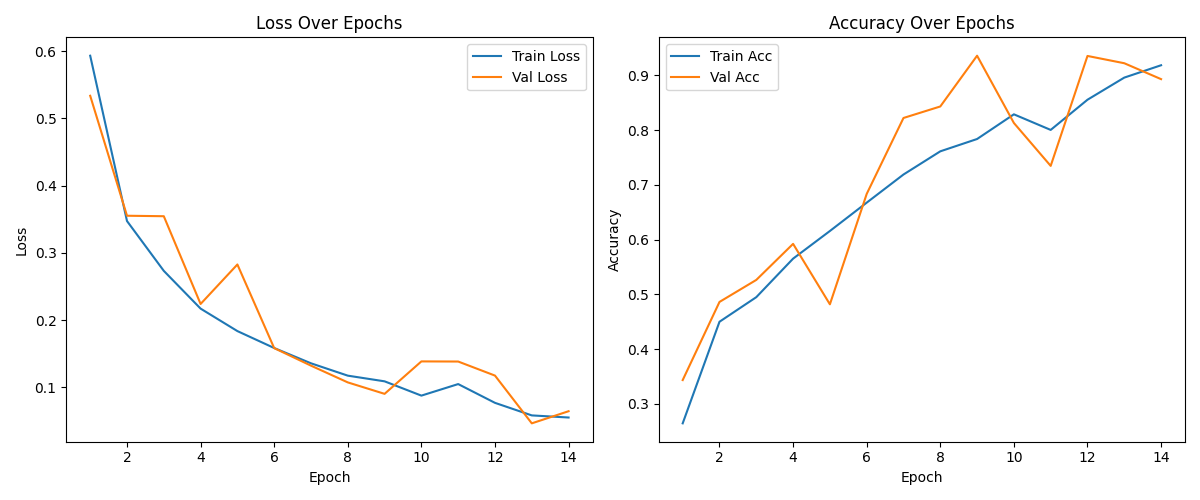 Loss Over Epochs
Train Loss
Val Loss
0.6
0.5
0.4
0.3
0.2
0.1
Loss
2 4 6 8 10 12 14
Epoch
Accuracy Over Epochs
Train Acc
Val Acc
0.9
0.8
0.7
0.6
0.5
0.4
0.3
Accuracy
2 4 6 8 10 12 14
Epoch